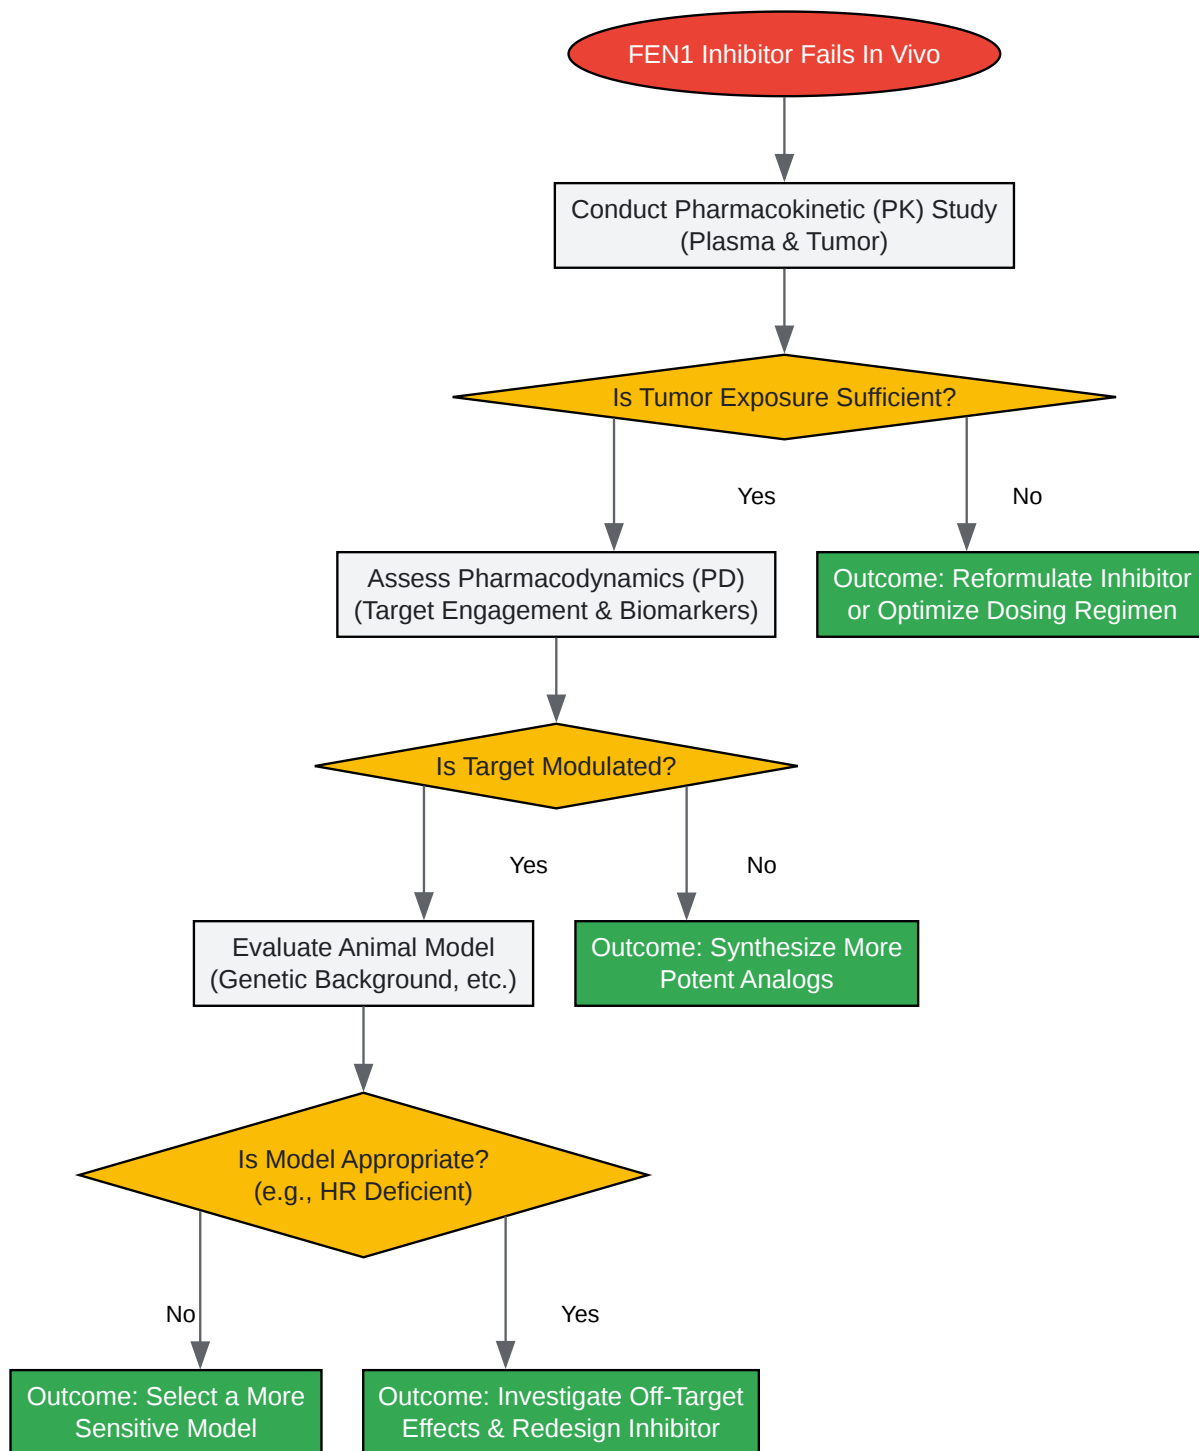 FEN1 Inhibitor Fails In Vivo
Conduct Pharmacokinetic (PK) Study
(Plasma & Tumor)
Is Tumor Exposure Sufficient?
Yes
No
Assess Pharmacodynamics (PD)
(Target Engagement & Biomarkers)
Outcome: Reformulate Inhibitor
or Optimize Dosing Regimen
Is Target Modulated?
Yes
No
Evaluate Animal Model
(Genetic Background, etc.)
Outcome: Synthesize More
Potent Analogs
Is Model Appropriate?
(e.g., HR Deficient)
No
Yes
Outcome: Select a More
Sensitive Model
Outcome: Investigate Off-Target
Effects & Redesign Inhibitor